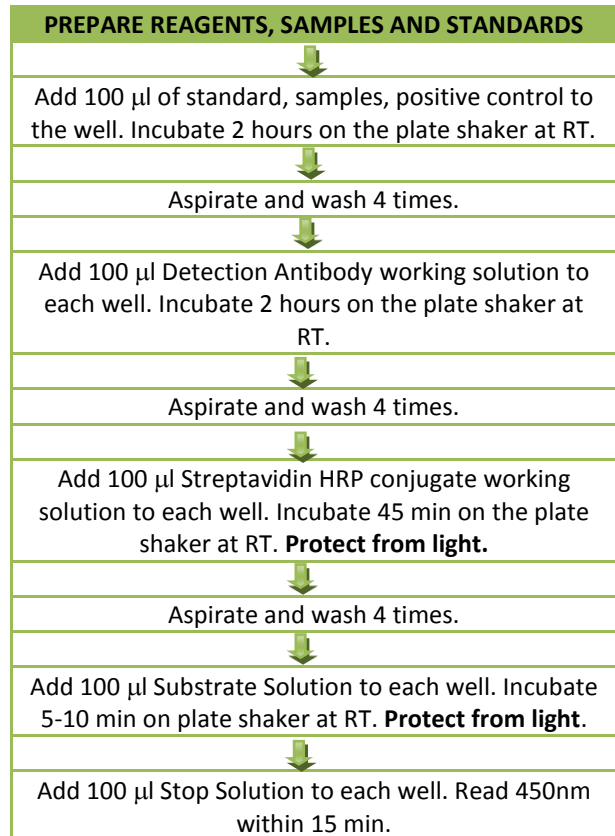 PREPARE REAGENTS, SAMPLES AND STANDARDS
Add 100 μl of standard, samples, positive control to
the well. Incubate 2 hours on the plate shaker at RT.
Aspirate and wash 4 times.
Add 100 μl Detection Antibody working solution to
each well. Incubate 2 hours on the plate shaker at
RT.
Aspirate and wash 4 times.
Add 100 μl Streptavidin HRP conjugate working
solution to each well. Incubate 45 min on the plate
shaker at RT. Protect from light.
Aspirate and wash 4 times.
Add 100 μl Substrate Solution to each well. Incubate
5-10 min on plate shaker at RT. Protect from light.
Add 100 μl Stop Solution to each well. Read 450nm
within 15 min.